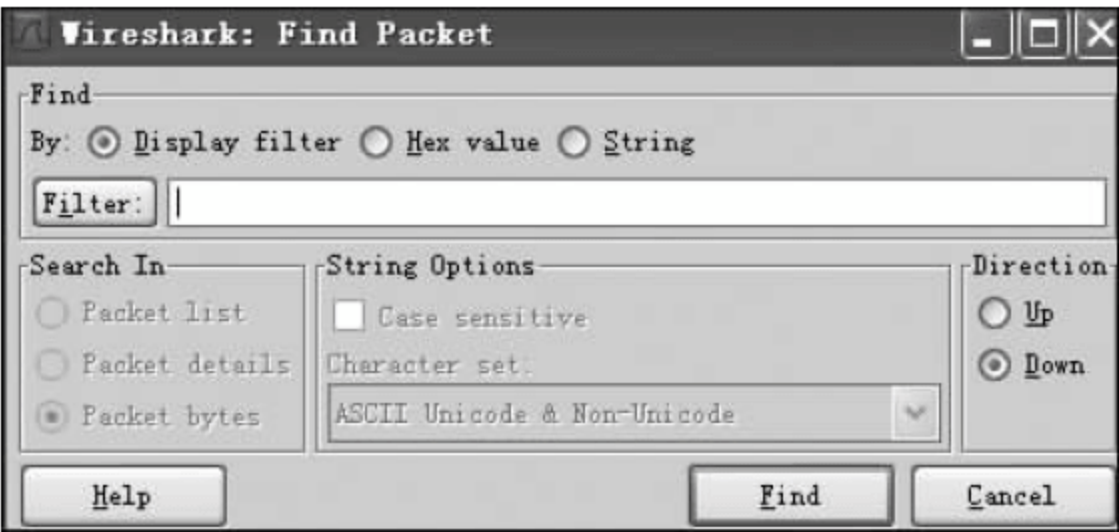 Wireshark: Find Packet
Find
By: Display filter Hex value String
Filter:
Search In
Packet list
Packet details
Packet bytes
String Options
Case sensitive
Character set:
ASCII Unicode & Non-Unicode
Direction
Up
Down
Help Find Cancel